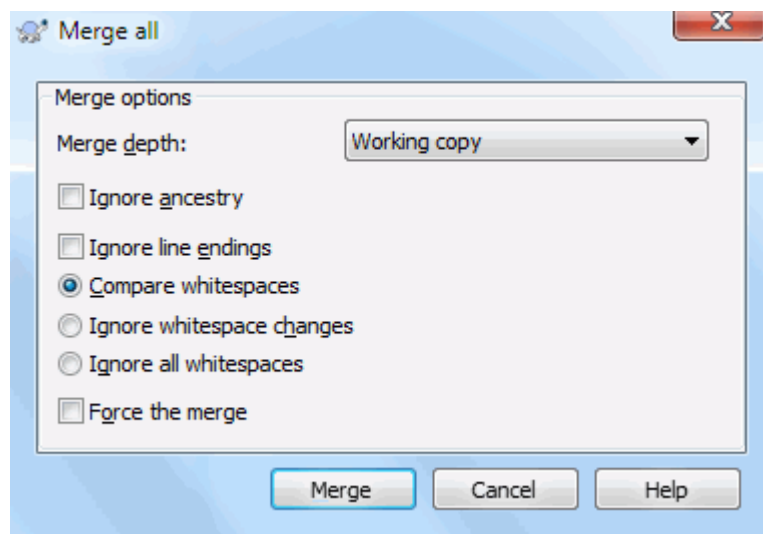 Merge all
Merge options
Merge depth: Working copy
Ignore ancestry
Ignore line endings
Compare whitespaces
Ignore whitespace changes
Ignore all whitespaces
Force the merge
Merge Cancel Help